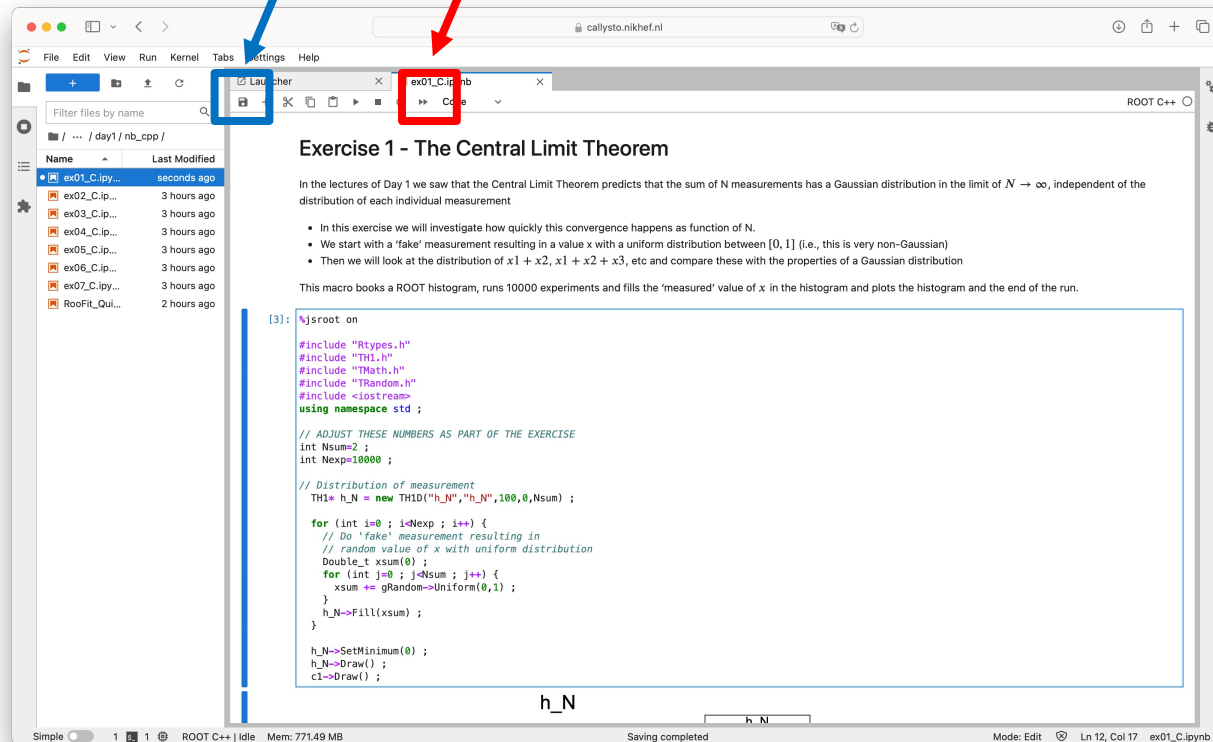 callysto.nikhef.nl
File Edit View Run Kernel Tabs Settings Help
Launcher
ex01_C.ipynb
Code
ROOT C++
Filter files by name
/ ... / day1 / nb_cpp /
Name Last Modified
ex01_C.ipy... seconds ago
ex02_C.ip... 3 hours ago
ex03_C.ip... 3 hours ago
ex04_C.ip... 3 hours ago
ex05_C.ip... 3 hours ago
ex06_C.ip... 3 hours ago
ex07_C.ipy... 3 hours ago
RooFit_Qui... 2 hours ago
Exercise 1 - The Central Limit Theorem
In the lectures of Day 1 we saw that the Central Limit Theorem predicts that the sum of N measurements has a Gaussian distribution in the limit of N → ∞, independent of the
distribution of each individual measurement
• In this exercise we will investigate how quickly this convergence happens as function of N.
• We start with a 'fake' measurement resulting in a value x with a uniform distribution between [0, 1] (i.e., this is very non-Gaussian)
• Then we will look at the distribution of x1 + x2, x1 + x2 + x3, etc and compare these with the properties of a Gaussian distribution
This macro books a ROOT histogram, runs 10000 experiments and fills the 'measured' value of x in the histogram and plots the histogram and the end of the run.
[3]: %jsroot on
#include "Rtypes.h"
#include "TH1.h"
#include "TMath.h"
#include "TRandom.h"
#include <iostream>
using namespace std ;
// ADJUST THESE NUMBERS AS PART OF THE EXERCISE
int Nsum=2 ;
int Nexp=10000 ;
// Distribution of measurement
TH1* h_N = new TH1D("h_N","h_N",100,0,Nsum) ;
for (int i=0 ; i<Nexp ; i++) {
// Do 'fake' measurement resulting in
// random value of x with uniform distribution
Double_t xsum(0) ;
for (int j=0 ; j<Nsum ; j++) {
xsum += gRandom->Uniform(0,1) ;
}
h_N->Fill(xsum) ;
}
h_N->SetMinimum(0) ;
h_N->Draw() ;
c1->Draw() ;
h_N
h_N
Simple 1 1 ROOT C++ | Idle Mem: 771.49 MB Saving completed Mode: Edit Ln 12, Col 17 ex01_C.ipynb